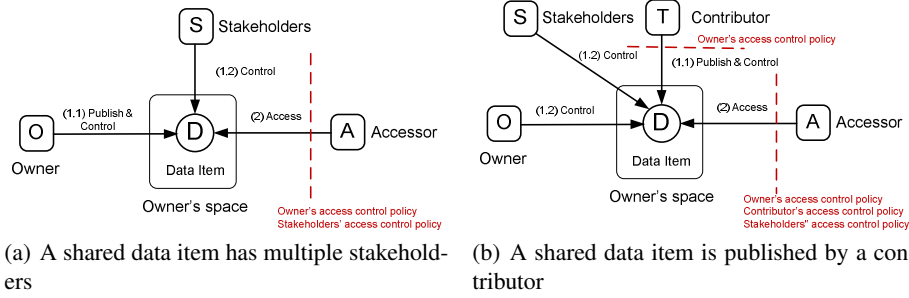 S Stakeholders
(1.2) Control
(1.1) Publish &
Control
(2) Access
O
D
A Accessor
Owner
Data Item
Owner's space
Owner's access control policy
Stakeholders' access control policy
(a) A shared data item has multiple stakehold-
ers
S Stakeholders T Contributor
Owner's access control policy
(1.2) Control
(1.1) Publish & Control
(1.2) Control
(2) Access
O
D
A Accessor
Owner
Data Item
Owner's space
Owner's access control policy
Contributor's access control policy
Stakeholders" access control policy
(b) A shared data item is published by a con
tributor